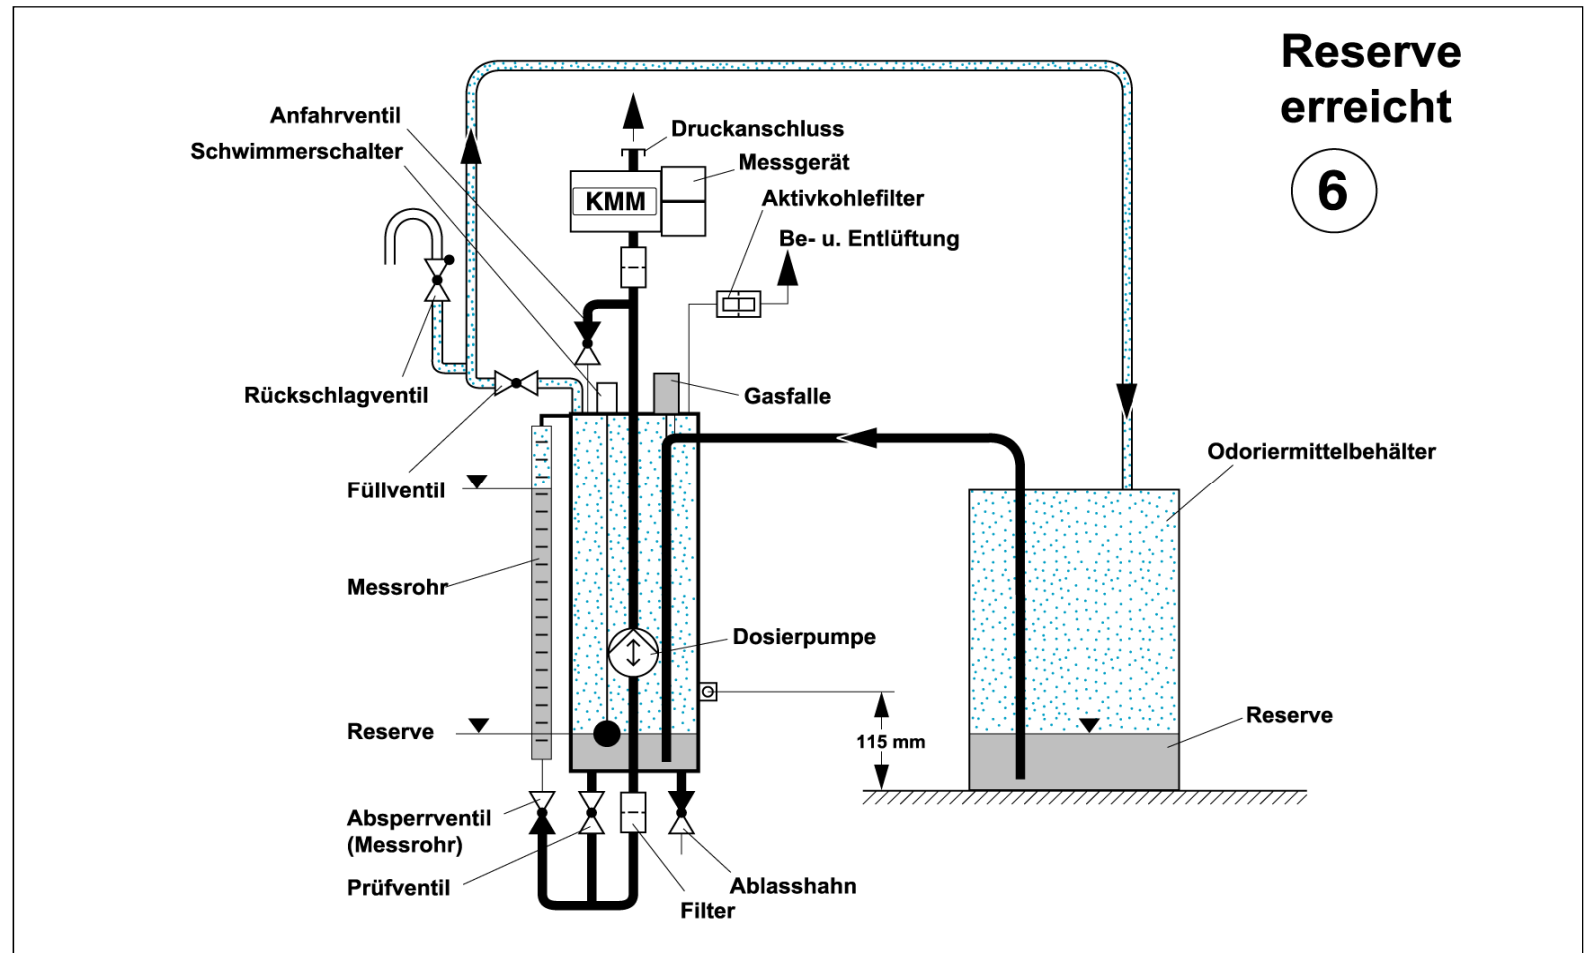 Reserve
erreicht
6
Anfahrventil
Schwimmerschalter
Druckanschluss
Messgerät
KMM
Aktivkohlefilter
Be- u. Entlüftung
Rückschlagventil
Gasfalle
Odoriermittelbehälter
Füllventil
Messrohr
Dosierpumpe
Reserve
115 mm
Reserve
Absperrventil
(Messrohr)
Prüfventil
Ablasshahn
Filter